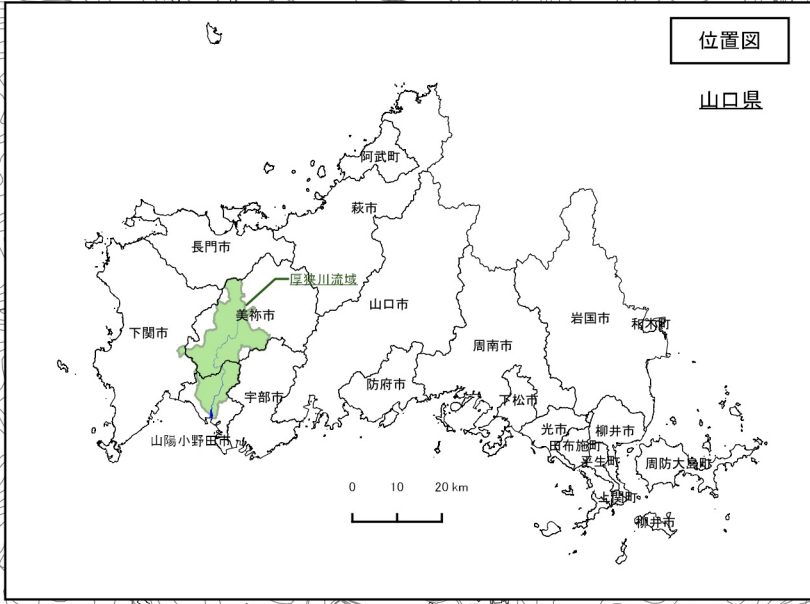 位置図
山口県
阿武町
萩市
長門市
厚狭川流域
美祢市
山口市
岩国市
和木町
下関市
周南市
防府市
宇部市
下松市
光市
柳井市
山陽小野田市
田布施町
平生町
周防大島町
上関町
柳井市
0 10 20 km